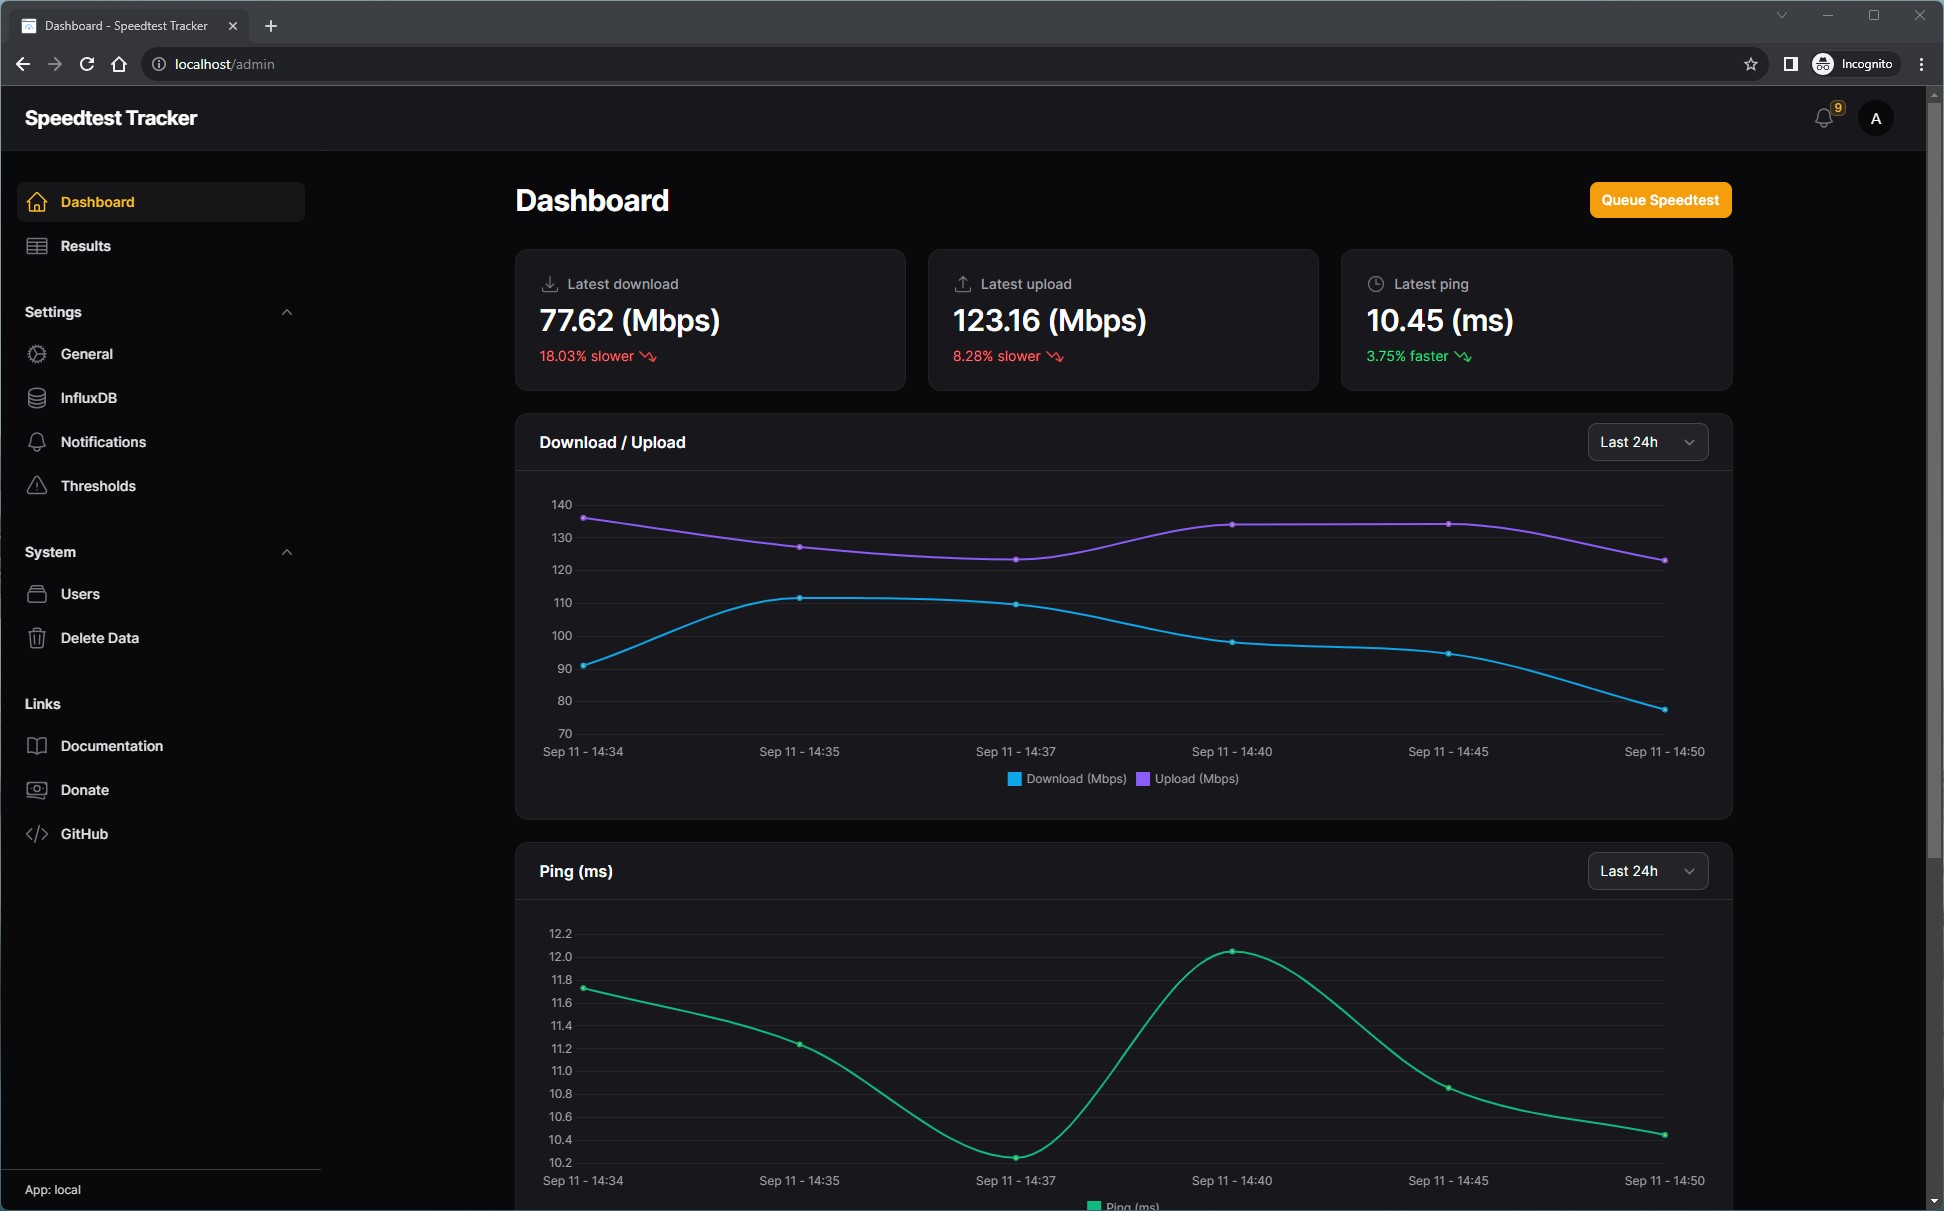 Dashboard - Speedtest Tracker
localhost/admin
Incognito
Speedtest Tracker
9
A
Dashboard
Results
Settings
General
InfluxDB
Notifications
Thresholds
System
Users
Delete Data
Links
Documentation
Donate
GitHub
App: local
Dashboard
Queue Speedtest
Latest download
77.62 (Mbps)
18.03% slower
Latest upload
123.16 (Mbps)
8.28% slower
Latest ping
10.45 (ms)
3.75% faster
Download / Upload
Last 24h
140
130
120
110
100
90
80
70
Sep 11 - 14:34 Sep 11 - 14:35 Sep 11 - 14:37 Sep 11 - 14:40 Sep 11 - 14:45 Sep 11 - 14:50
Download (Mbps) Upload (Mbps)
Ping (ms)
Last 24h
12.2
12.0
11.8
11.6
11.4
11.2
11.0
10.8
10.6
10.4
10.2
Sep 11 - 14:34 Sep 11 - 14:35 Sep 11 - 14:37 Sep 11 - 14:40 Sep 11 - 14:45 Sep 11 - 14:50
Ping (ms)